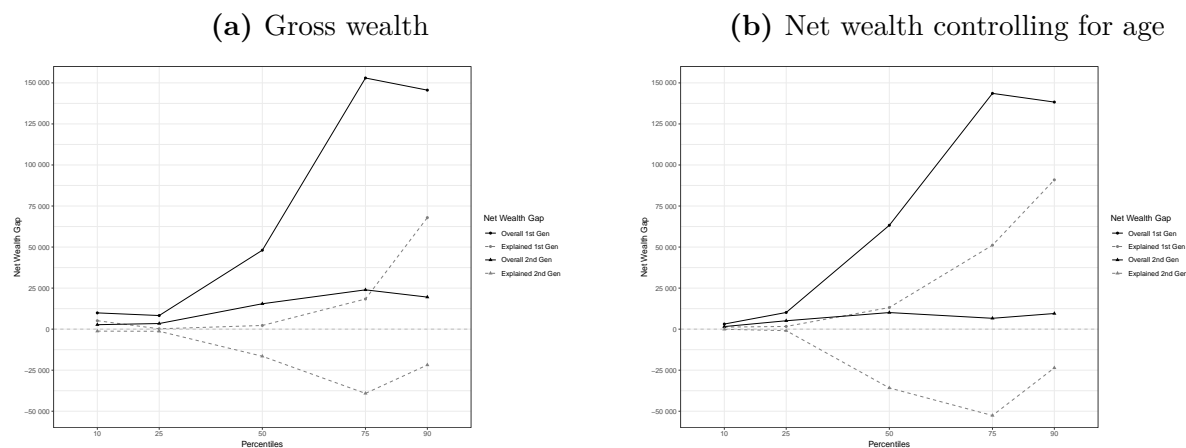 (a) Gross wealth
150 000
125 000
100 000
75 000
50 000
25 000
0
−25 000
−50 000
10
25
50
75
90
Percentiles
Net Wealth Gap
Net Wealth Gap
Overall 1st Gen
Explained 1st Gen
Overall 2nd Gen
Explained 2nd Gen
(b) Net wealth controlling for age
150 000
125 000
100 000
75 000
50 000
25 000
0
−25 000
−50 000
10
25
50
75
90
Percentiles
Net Wealth Gap
Net Wealth Gap
Overall 1st Gen
Explained 1st Gen
Overall 2nd Gen
Explained 2nd Gen